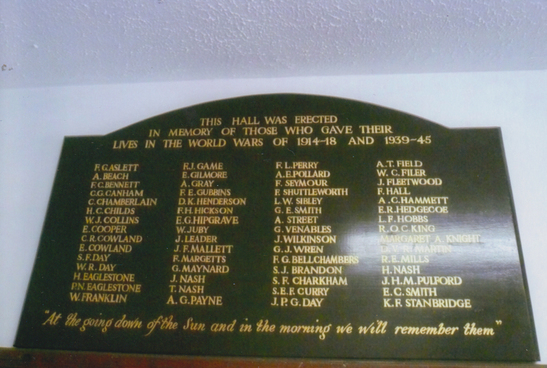 THIS HALL WAS ERECTED
IN MEMORY OF THOSE WHO GAVE THEIR
LIVES IN THE WORLD WARS OF 1914-18 AND 1939-45
F.G. ASLETT
A. BEACH
F.C. BENNETT
C.G. CANHAM
C. CHAMBERLAIN
H.C. CHILDS
W.J. COLLINS
E. COOPER
C.R. COWLAND
E. COWLAND
S.F. DAY
W.R. DAY
H. EAGLESTONE
P.N. EAGLESTONE
W. FRANKLIN
F.J. GAME
E. GILMORE
A. GRAY
F.E. GUBBINS
D.K. HENDERSON
F.H. HICKSON
E.G. HIPGRAVE
W. JUBY
J. LEADER
J.F. MALLETT
F. MARGETTS
G. MAYNARD
J. NASH
T. NASH
A.G. PAYNE
F.L. PERRY
A.E. POLLARD
F. SEYMOUR
F. SHUTTLEWORTH
L.W. SIBLEY
G.E. SMITH
A. STREET
G. VENABLES
J. WILKINSON
G.J. WREN
F.G. BELLCHAMBERS
S.J. BRANDON
S.F. CHARKHAM
S.E.F. CURRY
J.P.G. DAY
A.T. FIELD
W.C. FILER
J. FLEETWOOD
F. HALL
A.C. HAMMETT
E.R. HEDGECOE
L.P. HOBBS
R.O.C. KING
MARGARET A. KNIGHT
MARTIN
R.E. MILLS
H. NASH
J.H.M. PULFORD
E.C. SMITH
K.F. STANBRIDGE
"At the going down of the Sun and in the morning we will remember them"